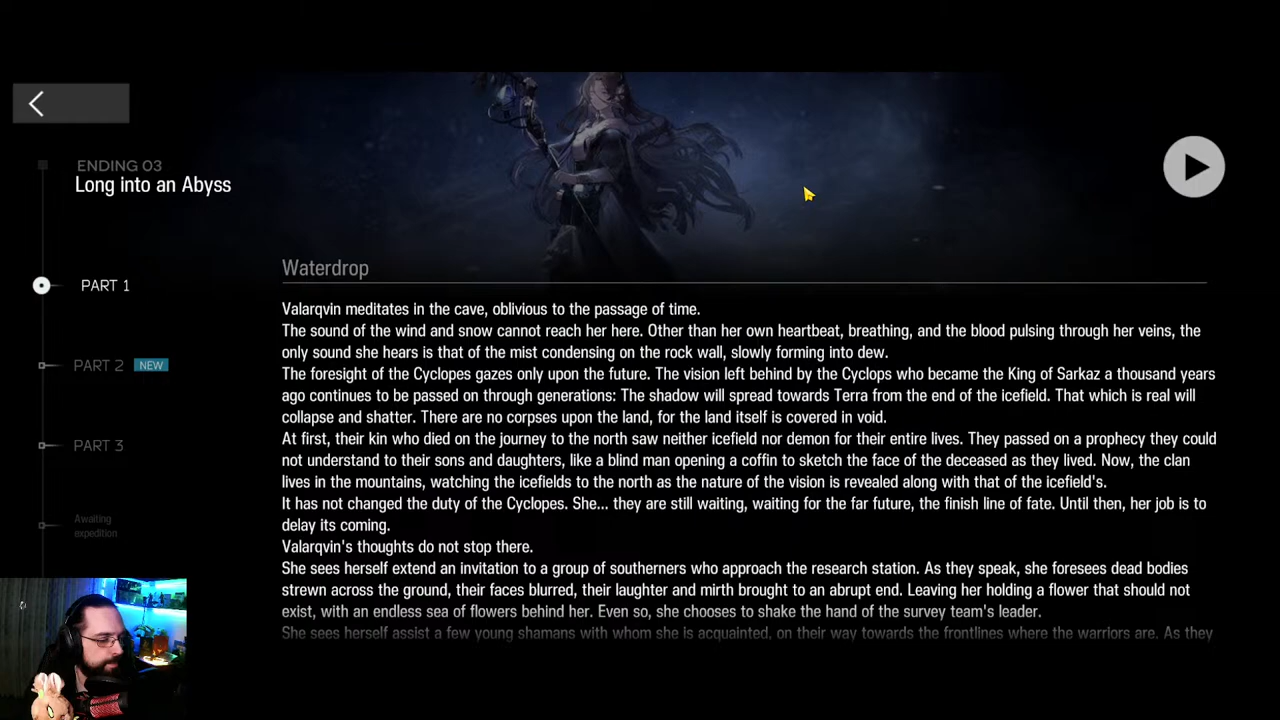 ENDING 03
Long into an Abyss
PART 1
PART 2 NEW
PART 3
Awaiting
expedition
Waterdrop
Valarqvin meditates in the cave, oblivious to the passage of time.
The sound of the wind and snow cannot reach her here. Other than her own heartbeat, breathing, and the blood pulsing through her veins, the
only sound she hears is that of the mist condensing on the rock wall, slowly forming into dew.
The foresight of the Cyclopes gazes only upon the future. The vision left behind by the Cyclops who became the King of Sarkaz a thousand years
ago continues to be passed on through generations: The shadow will spread towards Terra from the end of the icefield. That which is real will
collapse and shatter. There are no corpses upon the land, for the land itself is covered in void.
At first, their kin who died on the journey to the north saw neither icefield nor demon for their entire lives. They passed on a prophecy they could
not understand to their sons and daughters, like a blind man opening a coffin to sketch the face of the deceased as they lived. Now, the clan
lives in the mountains, watching the icefields to the north as the nature of the vision is revealed along with that of the icefield's.
It has not changed the duty of the Cyclopes. She... they are still waiting, waiting for the far future, the finish line of fate. Until then, her job is to
delay its coming.
Valarqvin's thoughts do not stop there.
She sees herself extend an invitation to a group of southerners who approach the research station. As they speak, she foresees dead bodies
strewn across the ground, their faces blurred, their laughter and mirth brought to an abrupt end. Leaving her holding a flower that should not
exist, with an endless sea of flowers behind her. Even so, she chooses to shake the hand of the survey team's leader.
She sees herself assist a few young shamans with whom she is acquainted, on their way towards the frontlines where the warriors are. As they